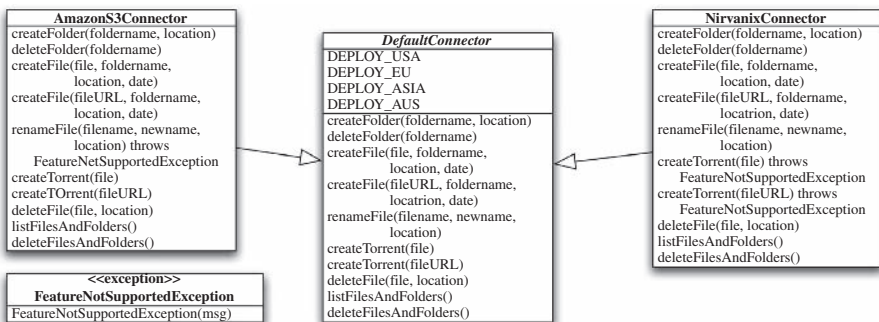 AmazonS3Connector
createFolder(foldername, location)
deleteFolder(foldername)
createFile(file, foldername,
location, date)
createFile(fileURL, foldername,
location, date)
renameFile(filename, newname,
location) throws
FeatureNetSupportedException
createTorrent(file)
createTOrrent(fileURL)
deleteFile(file, location)
listFilesAndFolders()
deleteFilesAndFolders()
<<exception>>
FeatureNotSupportedException
FeatureNotSupportedException(msg)
DefaultConnector
DEPLOY_USA
DEPLOY_EU
DEPLOY_ASIA
DEPLOY_AUS
createFolder(foldername, location)
deleteFolder(foldername)
createFile(file, foldername,
location, date)
createFile(fileURL, foldername,
locatrion, date)
renameFile(filename, newname,
location)
createTorrent(file)
createTorrent(fileURL)
deleteFile(file, location)
listFilesAndFolders()
deleteFilesAndFolders()
NirvanixConnector
createFolder(foldername, location)
deleteFolder(foldername)
createFile(file, foldername,
location, date)
createFile(fileURL, foldername,
locatrion, date)
renameFile(filename, newname,
location)
createTorrent(file) throws
FeatureNotSupportedException
createTorrent(fileURL) throws
FeatureNotSupportedException
deleteFile(file, location)
listFilesAndFolders()
deleteFilesAndFolders()